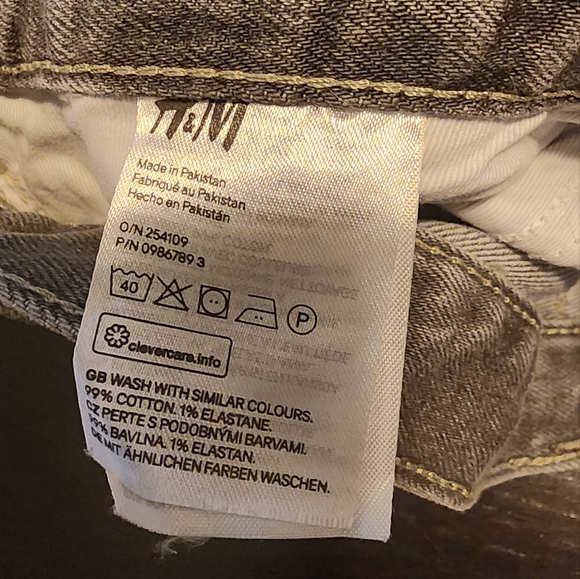 H&M
Made in Pakistan
Fabriqué au Pakistan
Hecho en Pakistán
O/N 254109
P/N 0986789 3
40
P
clevercare.info
GB WASH WITH SIMILAR COLOURS.
99% COTTON. 1% ELASTANE.
CZ PERTE S PODOBNÝMI BARVAMI.
99% BAVLNA. 1% ELASTAN.
DE MIT ÄHNLICHEN FARBEN WASCHEN.